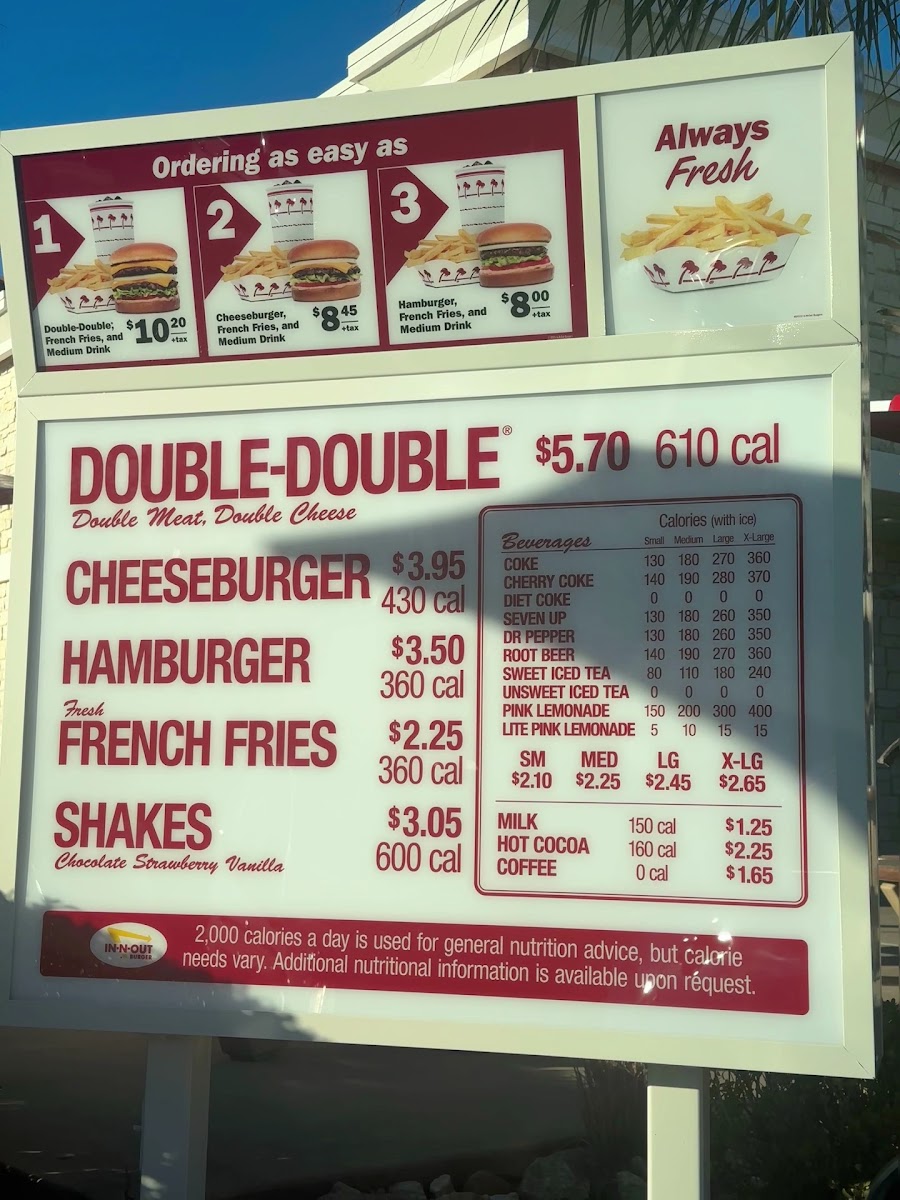 Ordering as easy as
1
Double-Double®,
French Fries, and
Medium Drink
$10.20
+tax
2
Cheeseburger,
French Fries, and
Medium Drink
$8.45
+tax
3
Hamburger,
French Fries, and
Medium Drink
$8.00
+tax
Always
Fresh
DOUBLE-DOUBLE® $5.70 610 cal
Double Meat, Double Cheese
CHEESEBURGER $3.95
430 cal
HAMBURGER $3.50
360 cal
Fresh
FRENCH FRIES $2.25
360 cal
SHAKES $3.05
Chocolate Strawberry Vanilla 600 cal
Calories (with ice)
Beverages Small Medium Large X-Large
COKE 130 180 270 360
CHERRY COKE 140 190 280 370
DIET COKE 0 0 0 0
SEVEN UP 130 180 260 350
DR PEPPER 130 180 260 350
ROOT BEER 140 190 270 360
SWEET ICED TEA 80 110 180 240
UNSWEET ICED TEA 0 0 0 0
PINK LEMONADE 150 200 300 400
LITE PINK LEMONADE 5 10 15 15
SM MED LG X-LG
$2.10 $2.25 $2.45 $2.65
MILK 150 cal $1.25
HOT COCOA 160 cal $2.25
COFFEE 0 cal $1.65
IN-N-OUT
BURGER
2,000 calories a day is used for general nutrition advice, but calorie
needs vary. Additional nutritional information is available upon request.